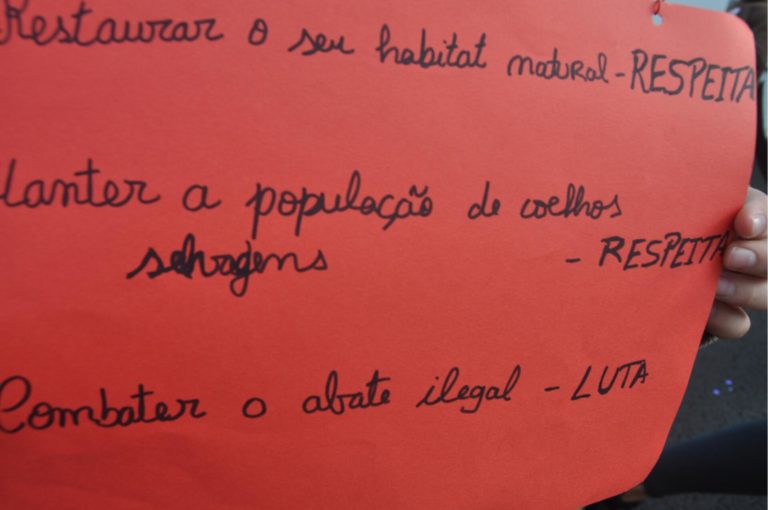 Restaurar o seu habitat natural - RESPEITA
Manter a população de coelhos
selvagens - RESPEITA
Combater o abate ilegal - LUTA